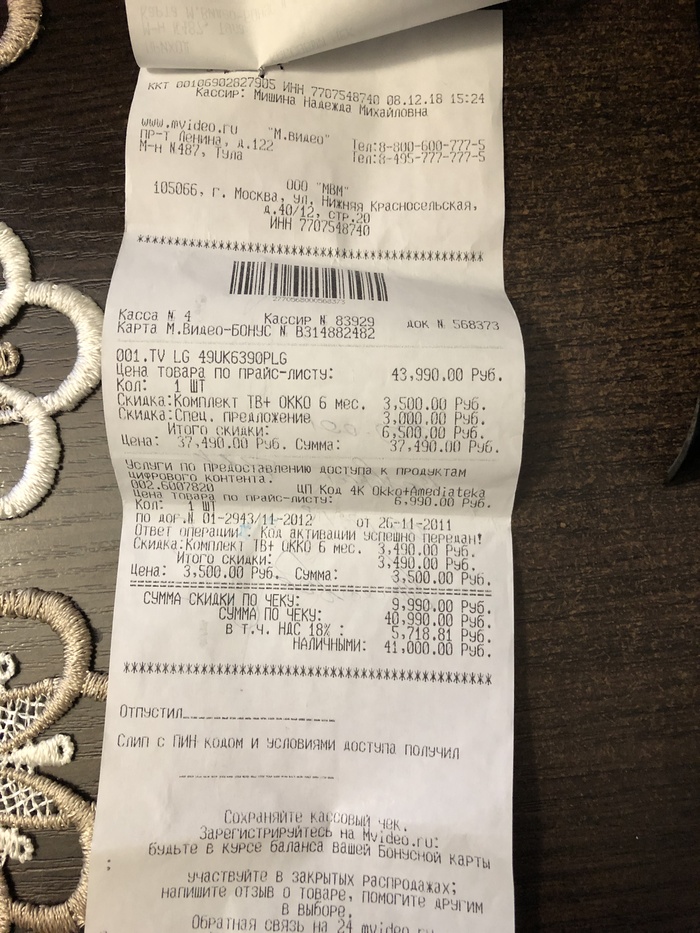 ККТ 00106902827905 ИНН 7707548740 08.12.18 15:24
Кассир: Мишина Надежда Михайловна
www.mvideo.ru "М.Видео" Тел:8-800-600-777-5
пр-т Ленина, д.122 Тел:8-495-777-777-5
М-н N487, Тула
ООО "МВМ"
105066, г. Москва, ул. Нижняя Красносельская,
д.40/12, стр.20
ИНН 7707548740
Касса N 4 Кассир N 83929 док N 568373
Карта М.Видео-БОНУС N B314882482
001.TV LG 49UK6390PLG
Цена товара по прайс-листу: 43,990.00 Руб.
Кол: 1 ШТ
Скидка:Комплект ТВ+ ОККО 6 мес. 3,500.00 Руб.
Скидка:Спец. предложение 3,000.00 Руб.
Итого скидки: 6,500.00 Руб.
Цена: 37,490.00 Руб. Сумма: 37,490.00 Руб.
Услуги по предоставлению доступа к продуктам
цифрового контента.
002.6007820 ЦП Код 4K Okko+Amediateka
Цена товара по прайс-листу: 6,990.00 Руб.
Кол: 1 ШТ
по дог.N 01-2943/11-2012 от 26-11-2011
Ответ операции : Код активации успешно передан!
Скидка:Комплект ТВ+ ОККО 6 мес. 3,490.00 Руб.
Итого скидки: 3,490.00 Руб.
Цена: 3,500.00 Руб. Сумма: 3,500.00 Руб.
СУММА СКИДКИ ПО ЧЕКУ: 9,990.00 Руб.
СУММА ПО ЧЕКУ: 40,990.00 Руб.
в т.ч. НДС 18% : 5,718.81 Руб.
НАЛИЧНЫМИ: 41,000.00 Руб.
Отпустил
Слип с ПИН кодом и условиями доступа получил
Сохраняйте кассовый чек.
Зарегистрируйтесь на Mvideo.ru:
будьте в курсе баланса вашей бонусной карты
участвуйте в закрытых распродажах;
напишите отзыв о товаре, помогите другим
в выборе.
Обратная связь на 24.mvideo.ru